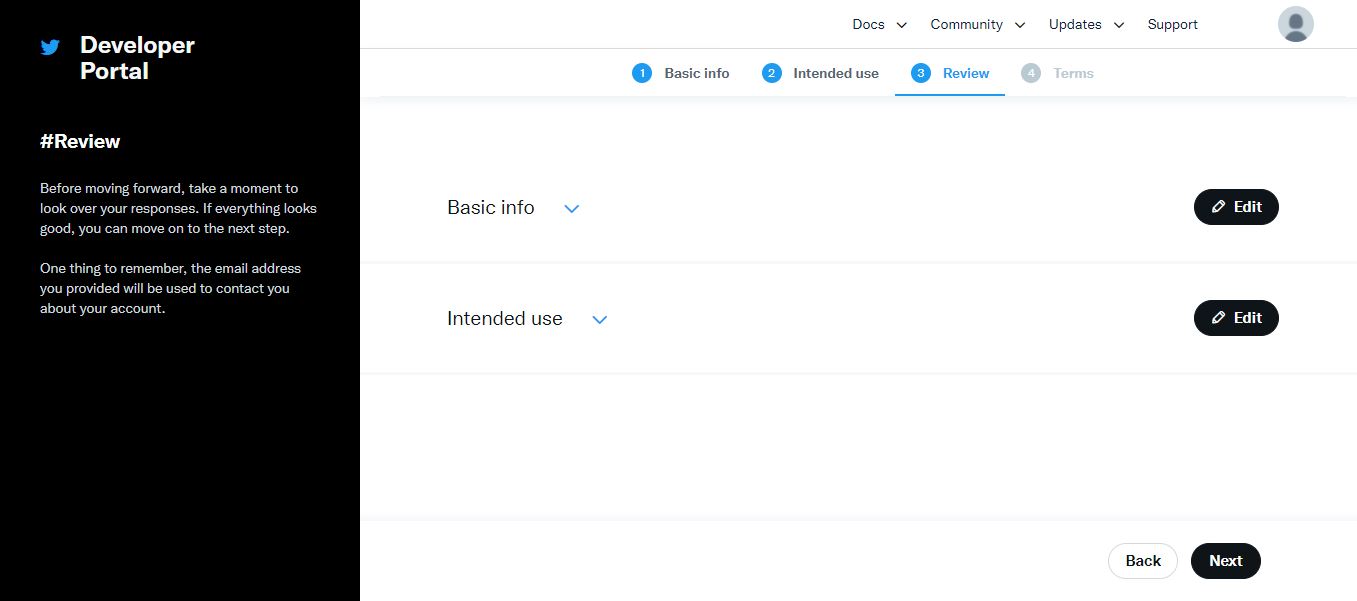 Developer
Portal
#Review
Before moving forward, take a moment to
look over your responses. If everything looks
good, you can move on to the next step.
One thing to remember, the email address
you provided will be used to contact you
about your account.
Docs Community Updates Support
1 Basic info 2 Intended use 3 Review 4 Terms
Basic info Edit
Intended use Edit
Back Next